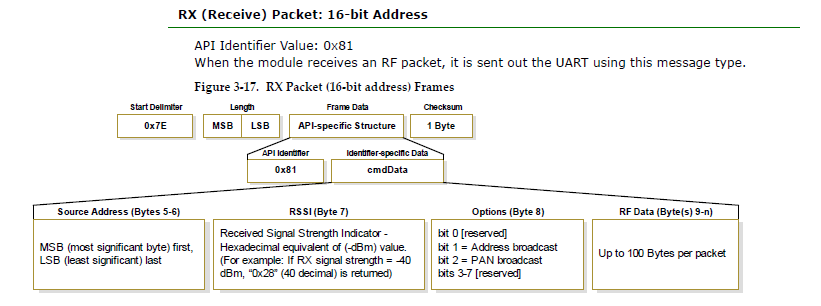 RX (Receive) Packet: 16-bit Address
API Identifier Value: 0x81
When the module receives an RF packet, it is sent out the UART using this message type.
Figure 3-17. RX Packet (16-bit address) Frames
Start Delimiter Length Frame Data Checksum
0x7E MSB LSB API-specific Structure 1 Byte
API Identifier Identifier-specific Data
0x81 cmdData
Source Address (Bytes 5-6)
MSB (most significant byte) first,
LSB (least significant) last
RSSI (Byte 7)
Received Signal Strength Indicator -
Hexadecimal equivalent of (-dBm) value.
(For example: If RX signal strength = -40
dBm, “0x28” (40 decimal) is returned)
Options (Byte 8)
bit 0 [reserved]
bit 1 = Address broadcast
bit 2 = PAN broadcast
bits 3-7 [reserved]
RF Data (Byte(s) 9-n)
Up to 100 Bytes per packet